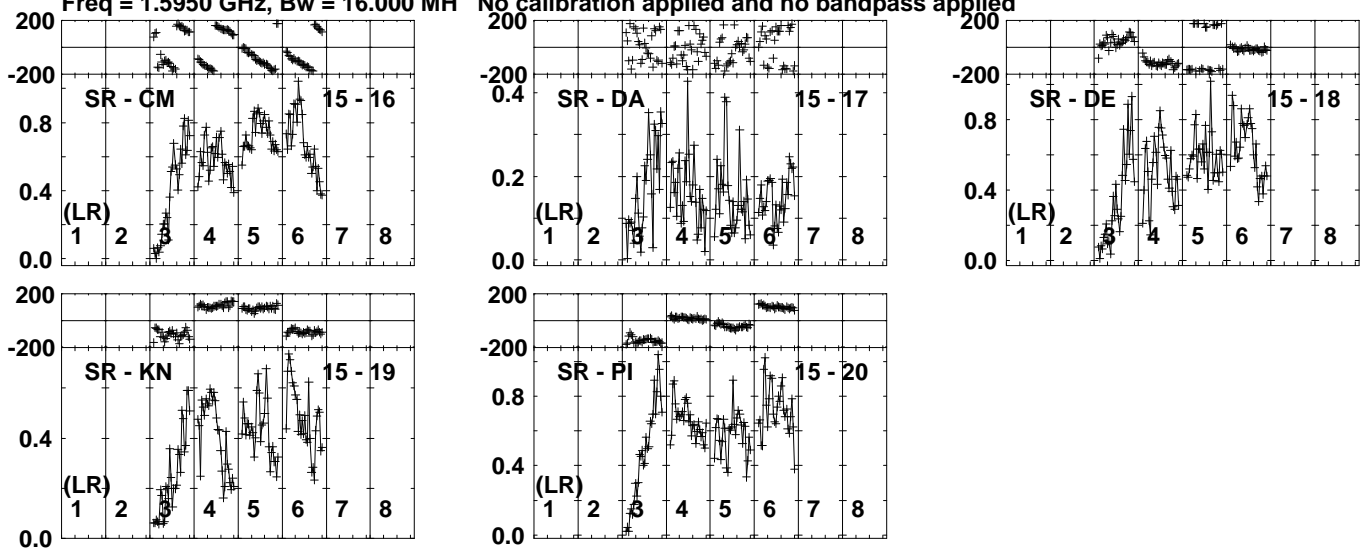 Freq = 1.5950 GHz, Bw = 16.000 MH No calibration applied and no bandpass applied
200
-200
SR - CM 15 - 16
0.8
0.4
0.0
(LR)
1 2 3 4 5 6 7 8
SR - DA 15 - 17
0.4
0.2
0.0
(LR)
1 2 3 4 5 6 7 8
200
-200
SR - DE 15 - 18
0.8
0.4
0.0
(LR)
1 2 3 4 5 6 7 8
200
-200
SR - KN 15 - 19
0.4
0.0
(LR)
1 2 3 4 5 6 7 8
200
-200
SR - PI 15 - 20
0.8
0.4
0.0
(LR)
1 2 3 4 5 6 7 8